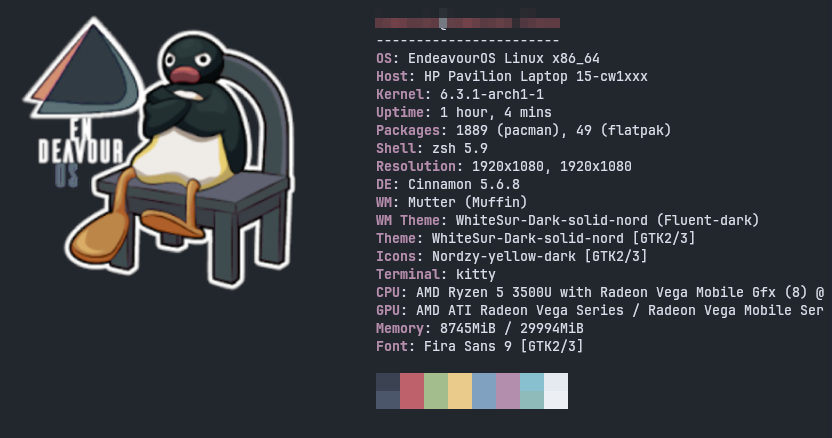 EN
DEAVOUR
OS
-----------------------
OS: EndeavourOS Linux x86_64
Host: HP Pavilion Laptop 15-cw1xxx
Kernel: 6.3.1-arch1-1
Uptime: 1 hour, 4 mins
Packages: 1889 (pacman), 49 (flatpak)
Shell: zsh 5.9
Resolution: 1920x1080, 1920x1080
DE: Cinnamon 5.6.8
WM: Mutter (Muffin)
WM Theme: WhiteSur-Dark-solid-nord (Fluent-dark)
Theme: WhiteSur-Dark-solid-nord [GTK2/3]
Icons: Nordzy-yellow-dark [GTK2/3]
Terminal: kitty
CPU: AMD Ryzen 5 3500U with Radeon Vega Mobile Gfx (8) @
GPU: AMD ATI Radeon Vega Series / Radeon Vega Mobile Ser
Memory: 8745MiB / 29994MiB
Font: Fira Sans 9 [GTK2/3]